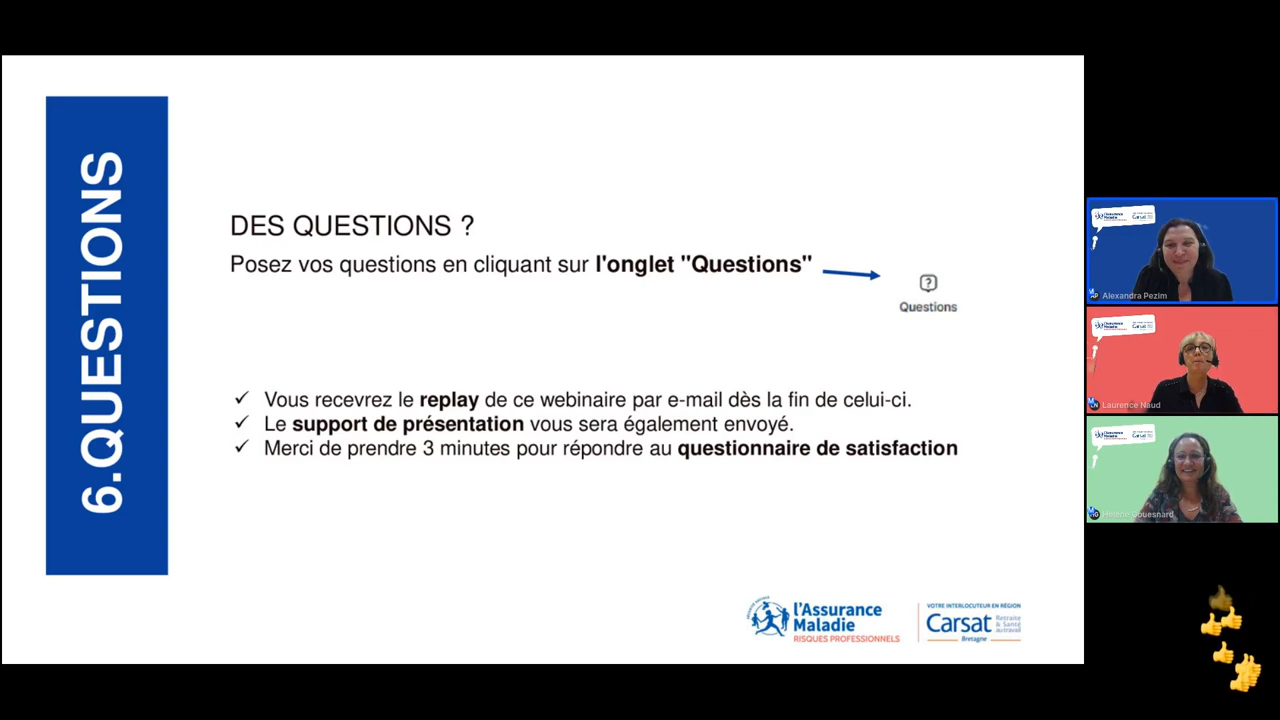 6.QUESTIONS
DES QUESTIONS ?
Posez vos questions en cliquant sur l'onglet "Questions"
?
Questions
✓ Vous recevrez le replay de ce webinaire par e-mail dès la fin de celui-ci.
✓ Le support de présentation vous sera également envoyé.
✓ Merci de prendre 3 minutes pour répondre au questionnaire de satisfaction
l'Assurance
Maladie
RISQUES PROFESSIONNELS
VOTRE INTERLOCUTEUR EN RÉGION
Carsat
Retraite
& Santé
au travail
Bretagne
Alexandra Pezim
Laurence Naud
Hélène Gouesnard